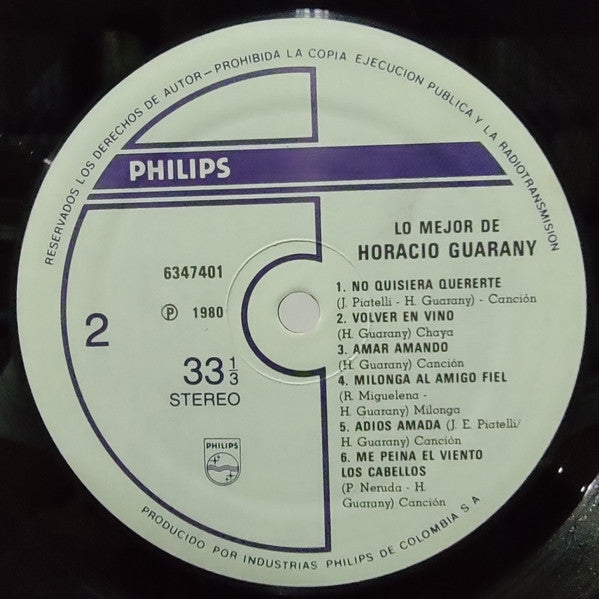 RESERVADOS LOS DERECHOS DE AUTOR - PROHIBIDA LA COPIA EJECUCION PUBLICA Y LA RADIOTRANSMISION
PHILIPS
LO MEJOR DE
HORACIO GUARANY
6347401
℗ 1980
2
33 1/3
STEREO
PHILIPS
1. NO QUISIERA QUERERTE
(J. Piatelli - H. Guarany) - Canción
2. VOLVER EN VINO
(H. Guarany) Chaya
3. AMAR AMANDO
(H. Guarany) Canción
4. MILONGA AL AMIGO FIEL
(R. Miguelena -
H. Guarany) Milonga
5. ADIOS AMADA (J. E. Piatelli/
H. Guarany) Canción
6. ME PEINA EL VIENTO
LOS CABELLOS
(P. Neruda - H.
Guarany) Canción
PRODUCIDO POR INDUSTRIAS PHILIPS DE COLOMBIA S A